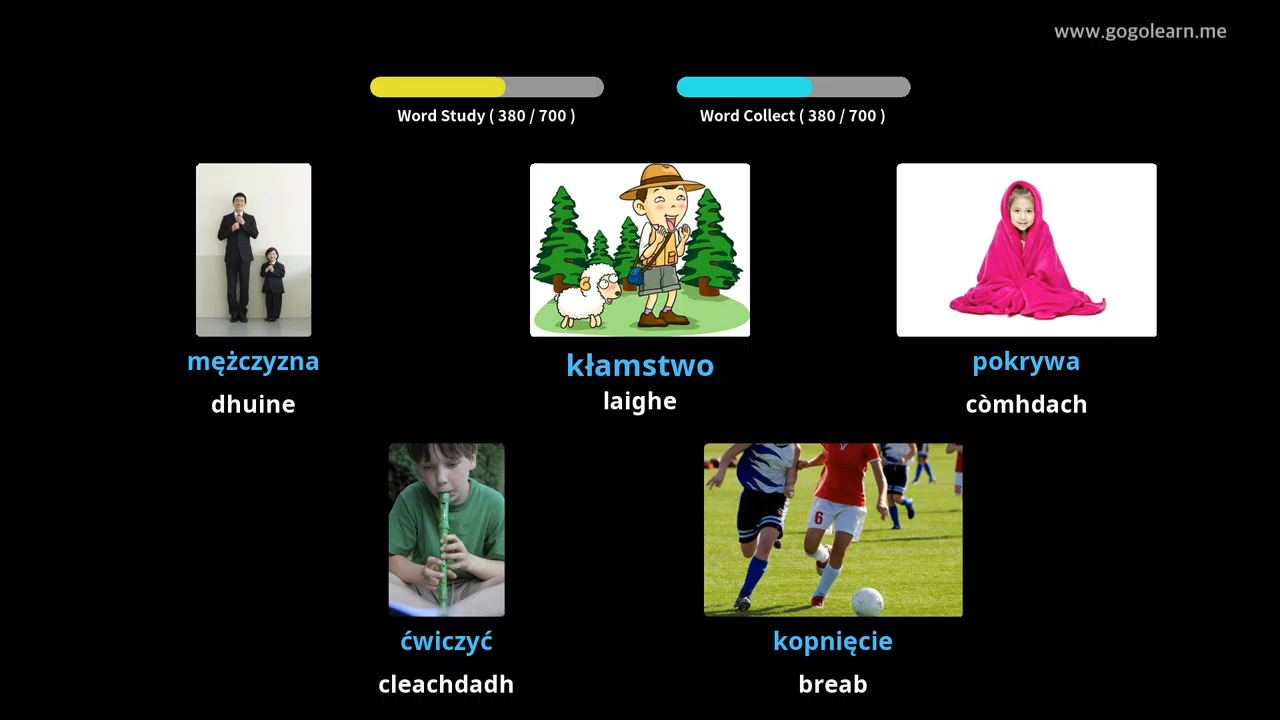 www.gogolearn.me
Word Study ( 380 / 700 )
Word Collect ( 380 / 700 )
mężczyzna
dhuine
kłamstwo
laighe
pokrywa
còmhdach
6
ćwiczyć
cleachdadh
kopnięcie
breab